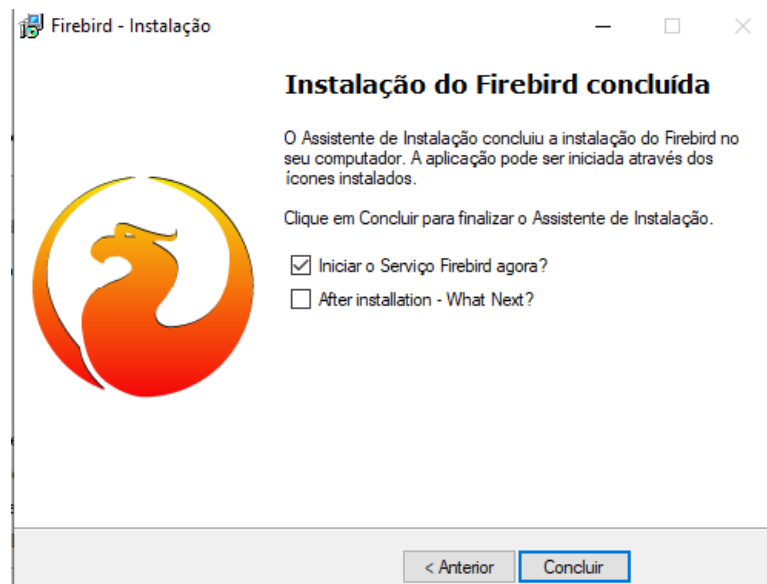 Firebird - Instalação
Instalação do Firebird concluída
O Assistente de Instalação concluiu a instalação do Firebird no
seu computador. A aplicação pode ser iniciada através dos
ícones instalados.
Clique em Concluir para finalizar o Assistente de Instalação.
Iniciar o Serviço Firebird agora?
After installation - What Next?
< Anterior
Concluir